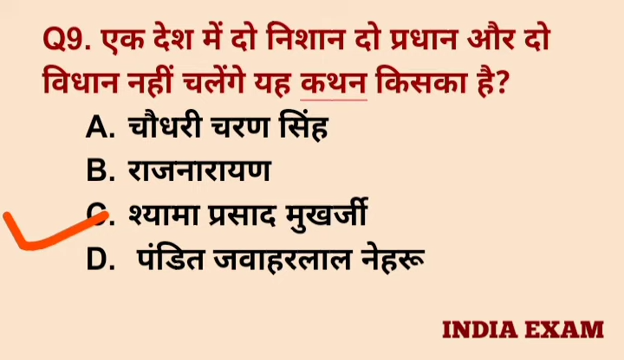 Q9. एक देश में दो निशान दो प्रधान और दो
विधान नहीं चलेंगे यह कथन किसका है?
A. चौधरी चरण सिंह
B. राजनारायण
C. श्यामा प्रसाद मुखर्जी
D. पंडित जवाहरलाल नेहरू
INDIA EXAM